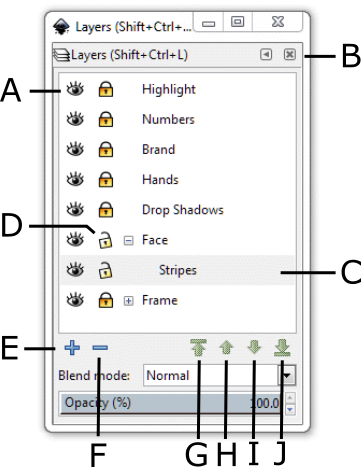 Layers (Shift+Ctrl+...
Layers (Shift+Ctrl+L)
B
A
Highlight
Numbers
Brand
Hands
Drop Shadows
D
Face
Stripes
C
Frame
E
Blend mode: Normal
Opacity (%) 100.0
F
G H I J